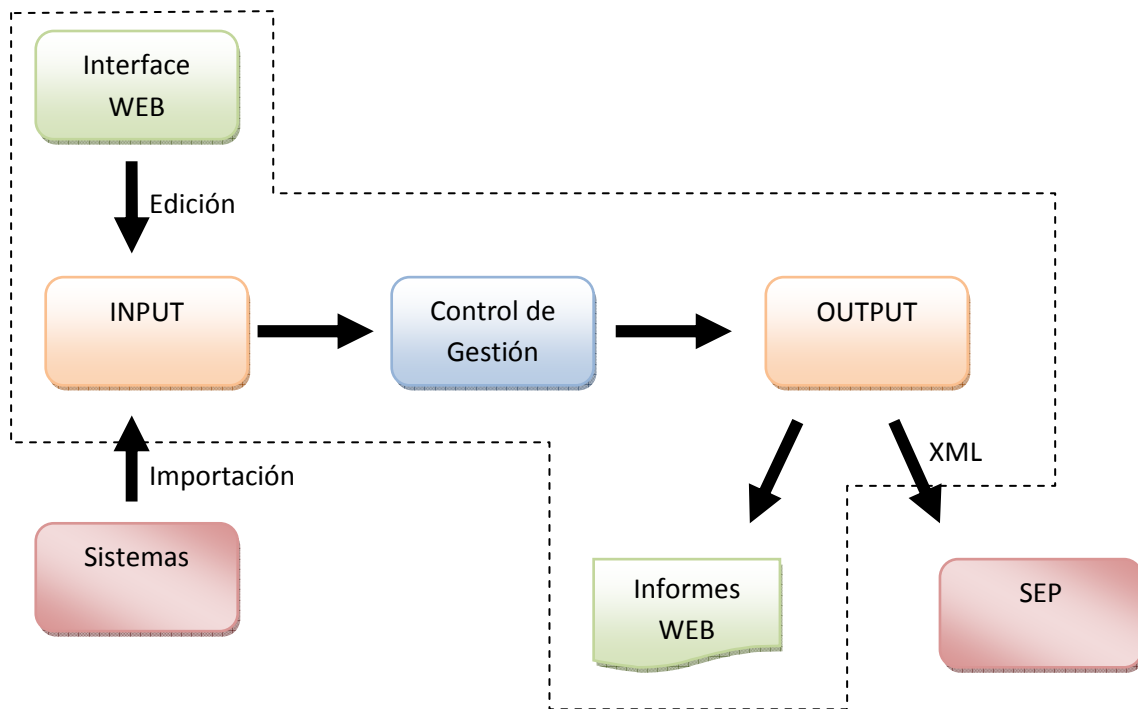 Interface
WEB
Edición
INPUT
Control de
Gestión
OUTPUT
Importación
XML
Sistemas
Informes
WEB
SEP